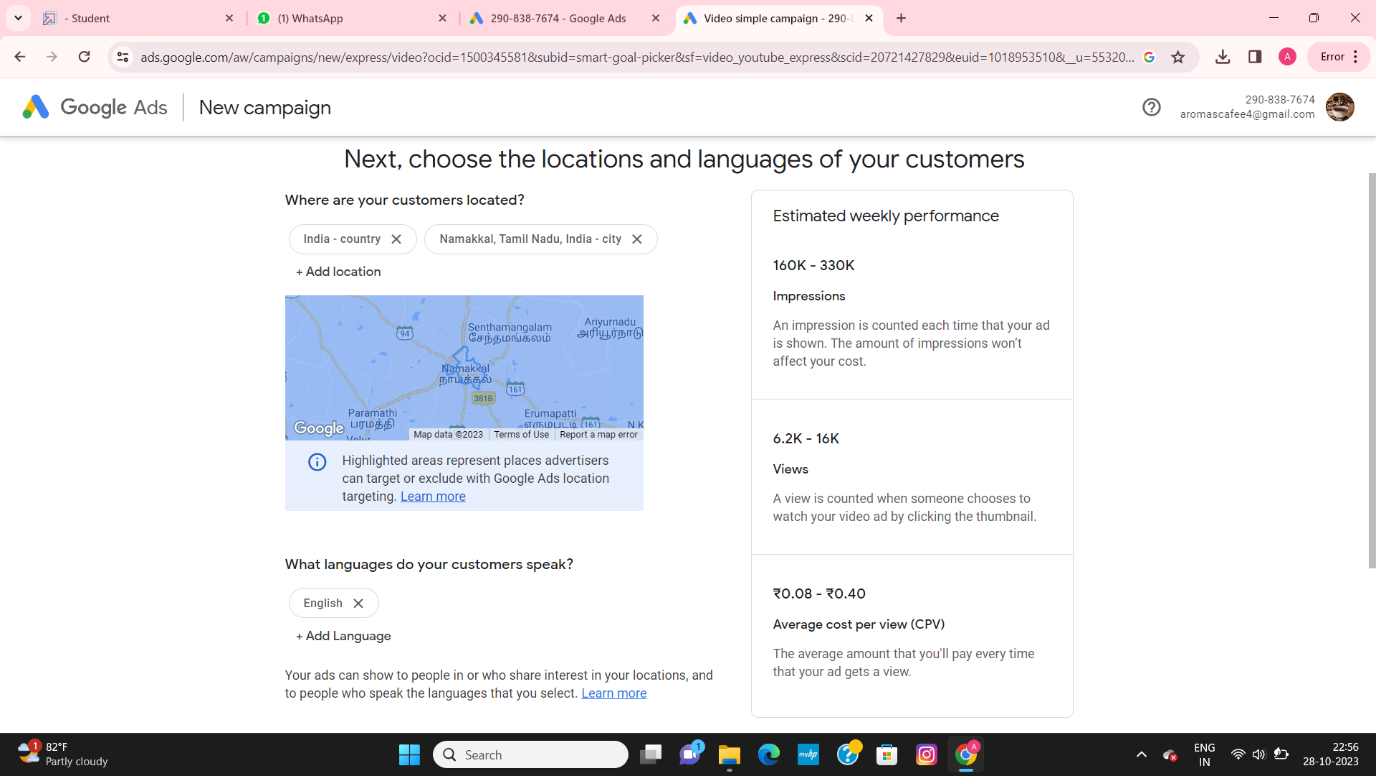 - Student
(1) WhatsApp
290-838-7674 - Google Ads
Video simple campaign - 290-8
ads.google.com/aw/campaigns/new/express/video?ocid=1500345581&subid=smart-goal-picker&sf=video_youtube_express&scid=20721427829&euid=1018953510&__u=55320...
A
Error
Google Ads
New campaign
290-838-7674
aromascafee4@gmail.com
Next, choose the locations and languages of your customers
Where are your customers located?
India - country
Namakkal, Tamil Nadu, India - city
+ Add location
94
Senthamangalam
சேந்தமங்கலம்
Ariyurnadu
அரியூர்நாடு
Namakkal
நாமக்கல்
161
381B
Paramathi
பரமத்தி
Velur
Erumapatti
எருமபட்டி
(161)
N K
Google
Map data ©2023
Terms of Use
Report a map error
Highlighted areas represent places advertisers
can target or exclude with Google Ads location
targeting. Learn more
What languages do your customers speak?
English
+ Add Language
Your ads can show to people in or who share interest in your locations, and
to people who speak the languages that you select. Learn more
Estimated weekly performance
160K - 330K
Impressions
An impression is counted each time that your ad
is shown. The amount of impressions won't
affect your cost.
6.2K - 16K
Views
A view is counted when someone chooses to
watch your video ad by clicking the thumbnail.
₹0.08 - ₹0.40
Average cost per view (CPV)
The average amount that you'll pay every time
that your ad gets a view.
1
82°F
Partly cloudy
Search
1
myhp
A
ENG
IN
22:56
28-10-2023